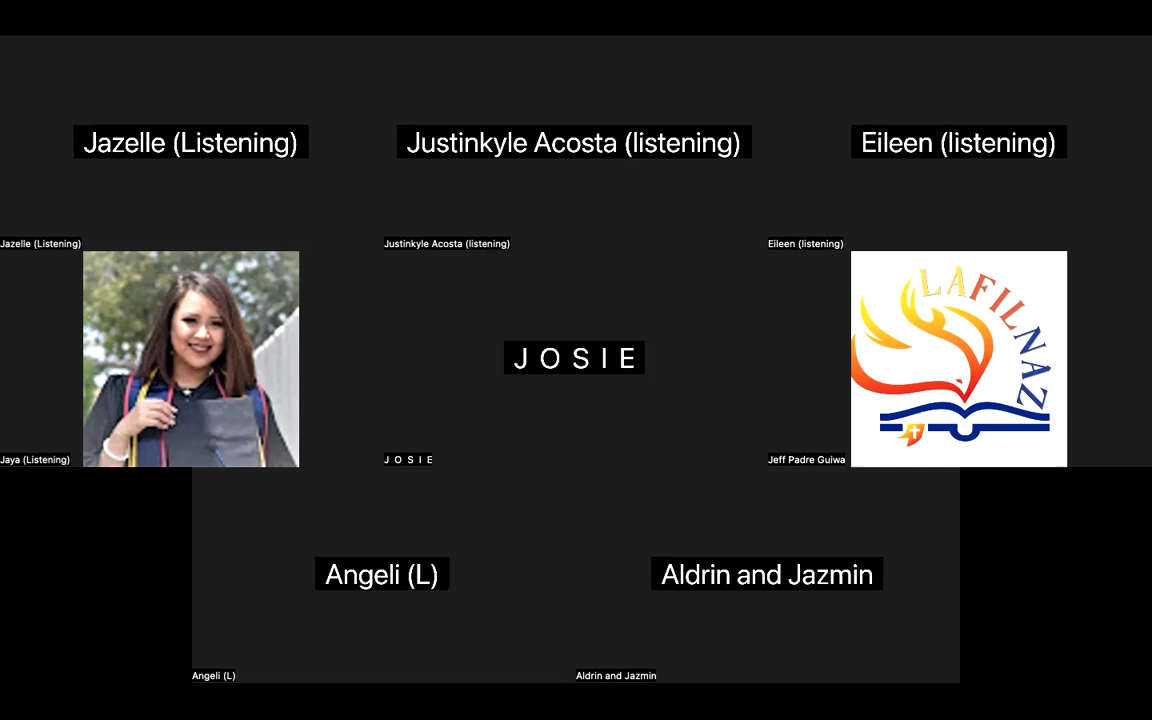 Jazelle (Listening)
Justinkyle Acosta (listening)
Eileen (listening)
Jazelle (Listening)
Justinkyle Acosta (listening)
Eileen (listening)
LAFILNAZ
J O S I E
Jaya (Listening)
J O S I E
Jeff Padre Guiwa
Angeli (L)
Aldrin and Jazmin
Angeli (L)
Aldrin and Jazmin